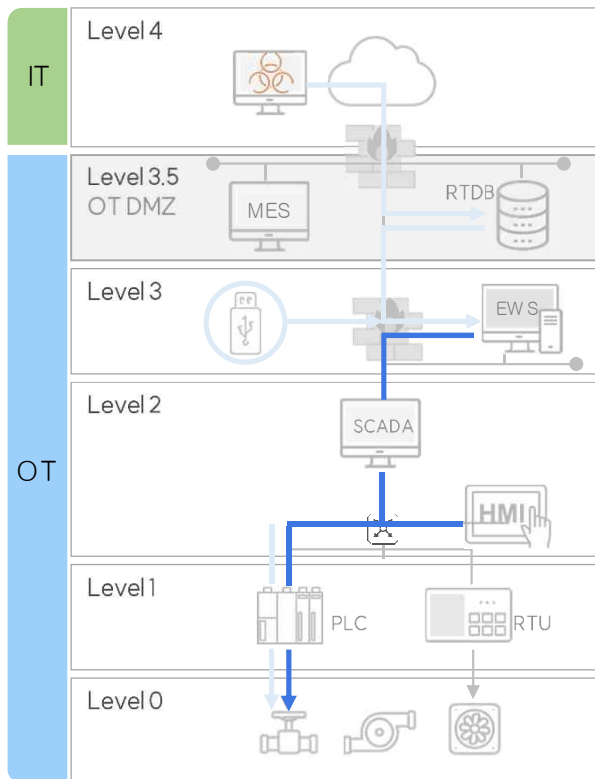 IT
Level 4
Level 3.5
OT DMZ
MES
RTDB
Level 3
EWS
OT
Level 2
SCADA
HMI
Level 1
PLC
RTU
Level 0